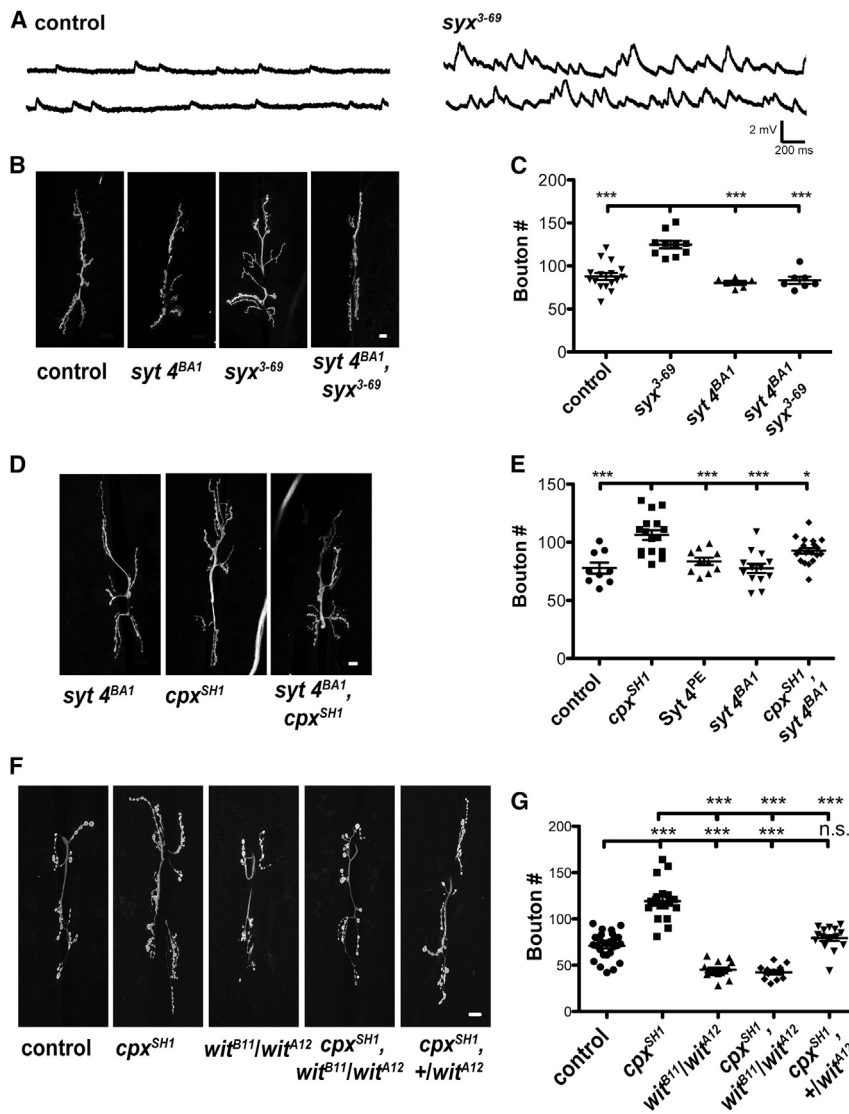 A control
syx3-69
2 mV
200 ms
B
control
syt 4BA1
syx3-69
syt 4BA1,
syx3-69
C
200
150
100
50
0
Bouton #
*** *** ***
control
syx3-69
syt 4BA1
syt 4BA1
syx3-69
D
syt 4BA1
cpxSH1
syt 4BA1,
cpxSH1
E
150
100
50
0
Bouton #
*** *** *** *
control
cpxSH1
Syt 4PE
syt 4BA1
cpxSH1,
syt 4BA1
F
control
cpxSH1
witB11/witA12
cpxSH1,
witB11/witA12
cpxSH1,
+/witA12
G
200
150
100
50
0
Bouton #
*** *** ***
*** *** *** n.s.
control
cpxSH1
witB11/witA12
cpxSH1,
witB11/witA12
cpxSH1,
+/witA12